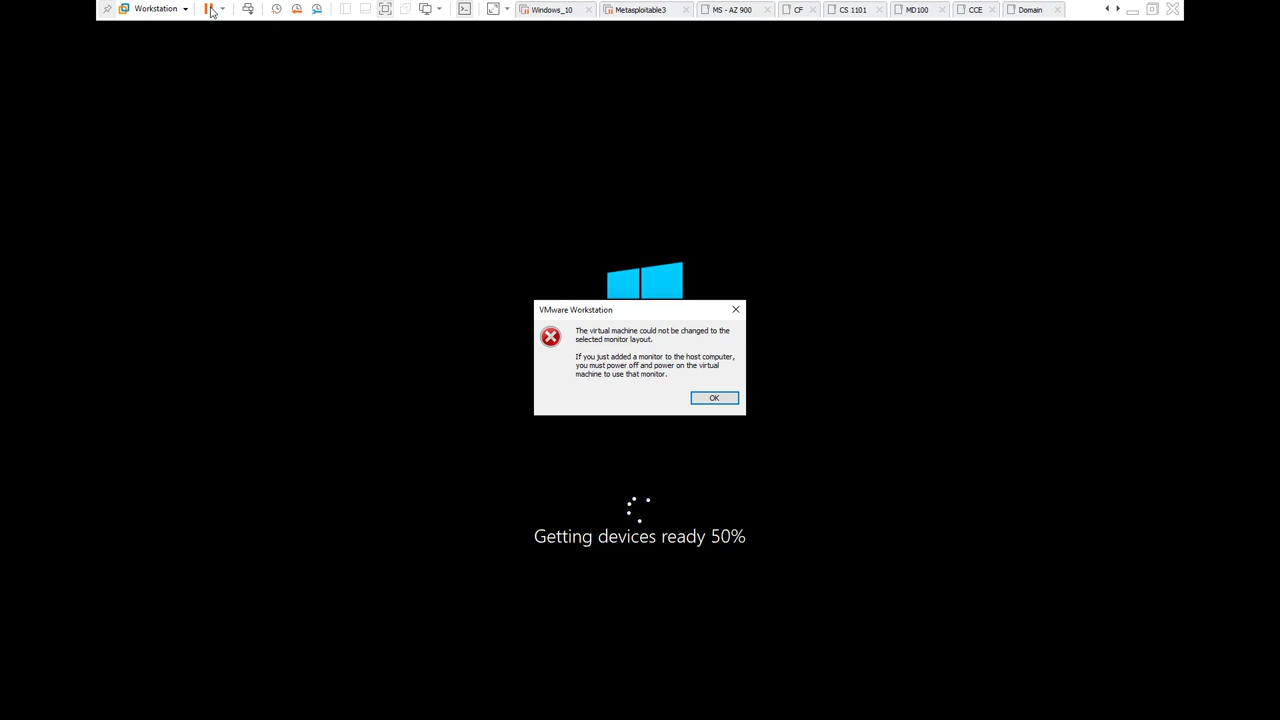 Workstation
Windows_10
Metasploitable3
MS - AZ 900
CF
CS 1101
MD100
CCE
Domain
VMware Workstation
The virtual machine could not be changed to the
selected monitor layout.
If you just added a monitor to the host computer,
you must power off and power on the virtual
machine to use that monitor.
OK
Getting devices ready 50%